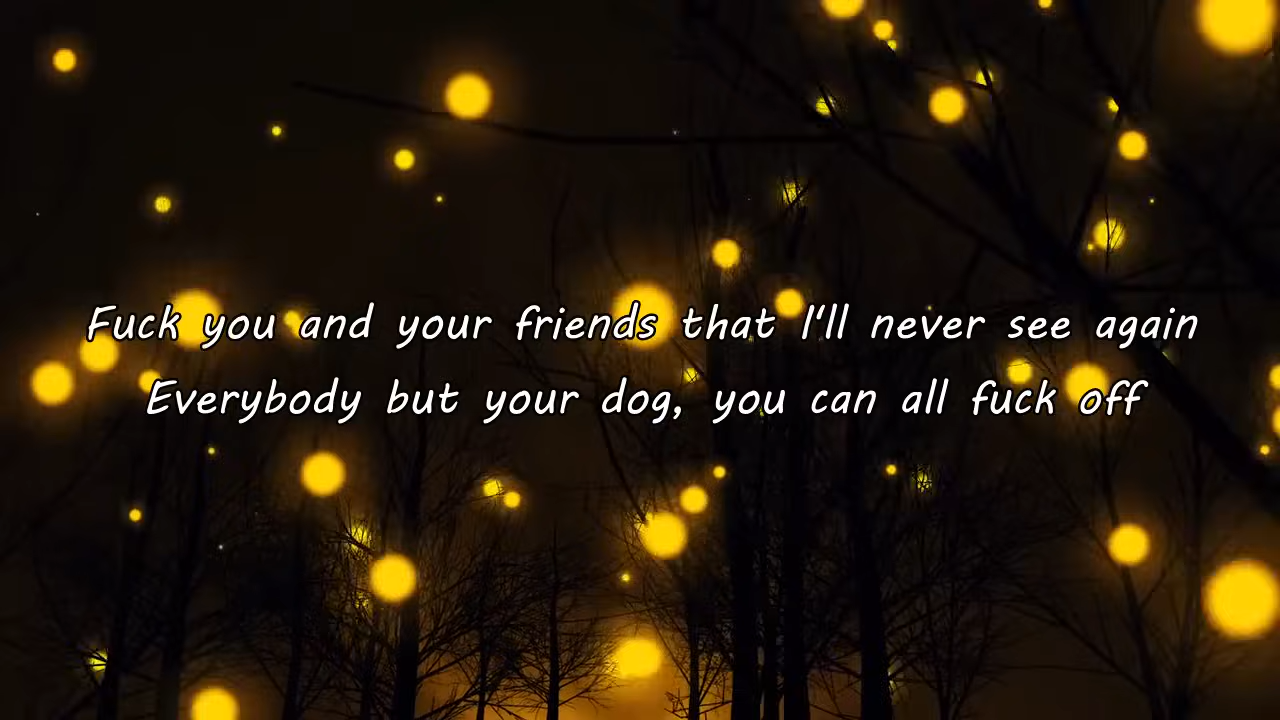 Fuck you and your friends that I'll never see again
Everybody but your dog, you can all fuck off